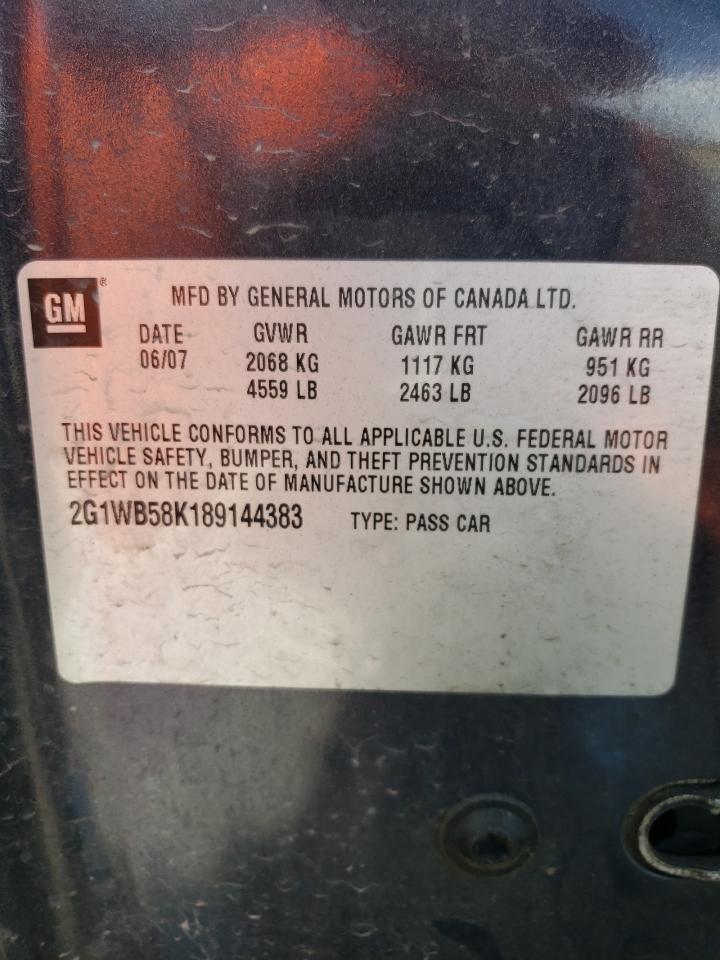 GM®
MFD BY GENERAL MOTORS OF CANADA LTD.
DATE GVWR GAWR FRT GAWR RR
06/07 2068 KG 1117 KG 951 KG
4559 LB 2463 LB 2096 LB
THIS VEHICLE CONFORMS TO ALL APPLICABLE U.S. FEDERAL MOTOR
VEHICLE SAFETY, BUMPER, AND THEFT PREVENTION STANDARDS IN
EFFECT ON THE DATE OF MANUFACTURE SHOWN ABOVE.
2G1WB58K189144383 TYPE: PASS CAR